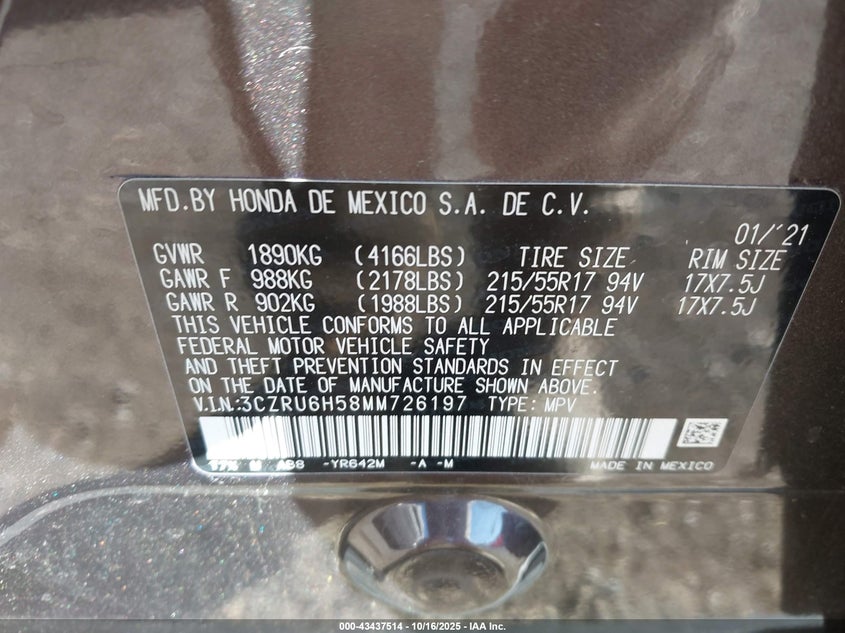 MFD.BY HONDA DE MEXICO S.A. DE C.V.
01/'21
GVWR 1890KG (4166LBS) TIRE SIZE RIM SIZE
GAWR F 988KG (2178LBS) 215/55R17 94V 17X7.5J
GAWR R 902KG (1988LBS) 215/55R17 94V 17X7.5J
THIS VEHICLE CONFORMS TO ALL APPLICABLE
FEDERAL MOTOR VEHICLE SAFETY
AND THEFT PREVENTION STANDARDS IN EFFECT
ON THE DATE OF MANUFACTURE SHOWN ABOVE.
V.I.N.:3CZRU6H58MM726197 TYPE: MPV
M AB8 -YR642M -A -M MADE IN MEXICO
000-43437514 - 10/16/2025 - IAA Inc.